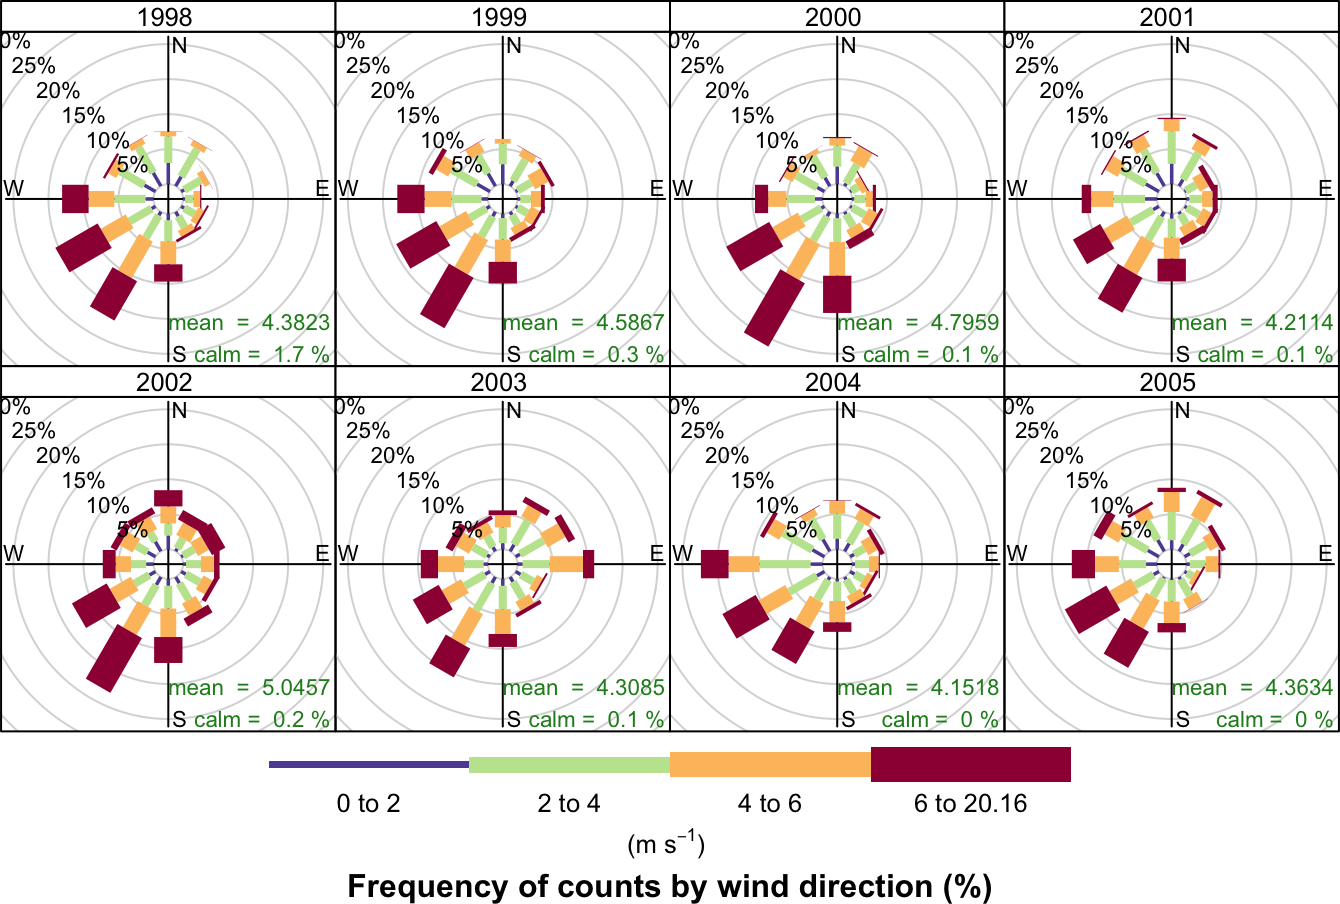 1998 1999 2000 2001
0% N 0% N 0% N 0% N
25% 25% 25% 25%
20% 20% 20% 20%
15% 15% 15% 15%
10% 10% 10% 10%
5% 5% 5% 5%
W E W E W E W E
mean = 4.3823 mean = 4.5867 mean = 4.7959 mean = 4.2114
S calm = 1.7 % S calm = 0.3 % S calm = 0.1 % S calm = 0.1 %
2002 2003 2004 2005
0% N 0% N 0% N 0% N
25% 25% 25% 25%
20% 20% 20% 20%
15% 15% 15% 15%
10% 10% 10% 10%
5% 5% 5% 5%
W E W E W E W E
mean = 5.0457 mean = 4.3085 mean = 4.1518 mean = 4.3634
S calm = 0.2 % S calm = 0.1 % S calm = 0 % S calm = 0 %
0 to 2 2 to 4 4 to 6 6 to 20.16
(m s⁻¹)
Frequency of counts by wind direction (%)